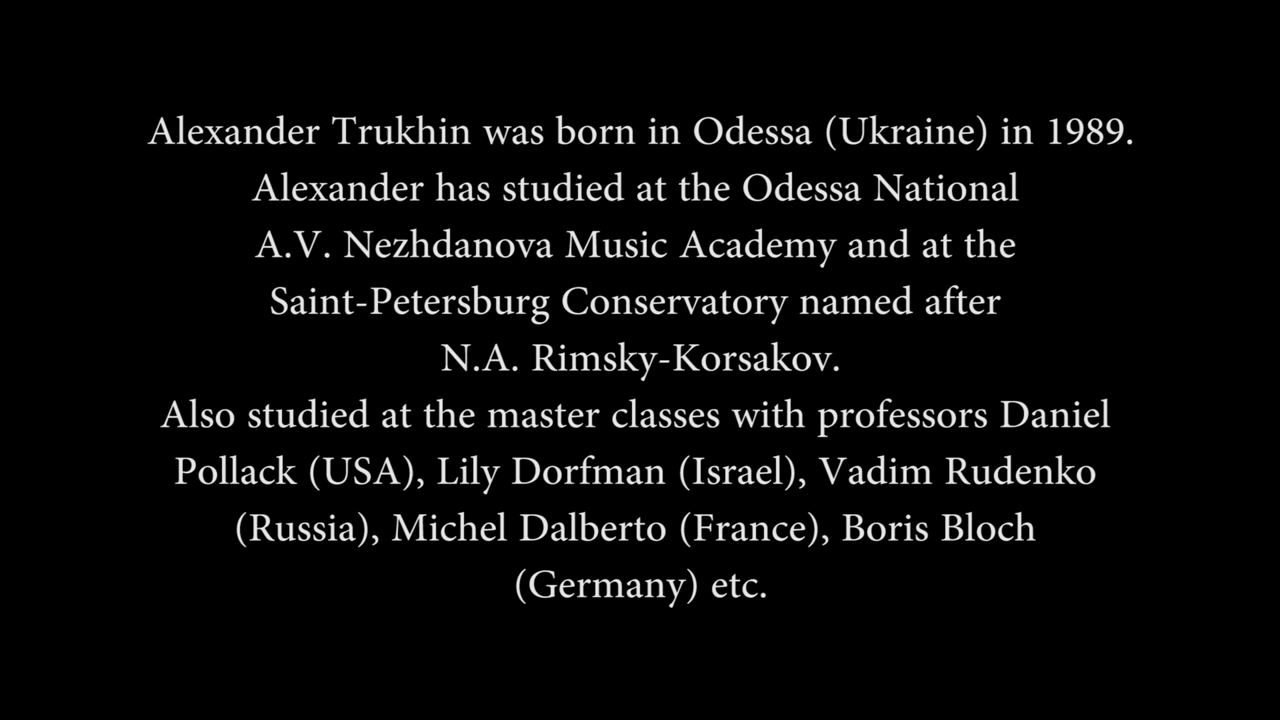 Alexander Trukhin was born in Odessa (Ukraine) in 1989.
Alexander has studied at the Odessa National
A.V. Nezhdanova Music Academy and at the
Saint-Petersburg Conservatory named after
N.A. Rimsky-Korsakov.
Also studied at the master classes with professors Daniel
Pollack (USA), Lily Dorfman (Israel), Vadim Rudenko
(Russia), Michel Dalberto (France), Boris Bloch
(Germany) etc.